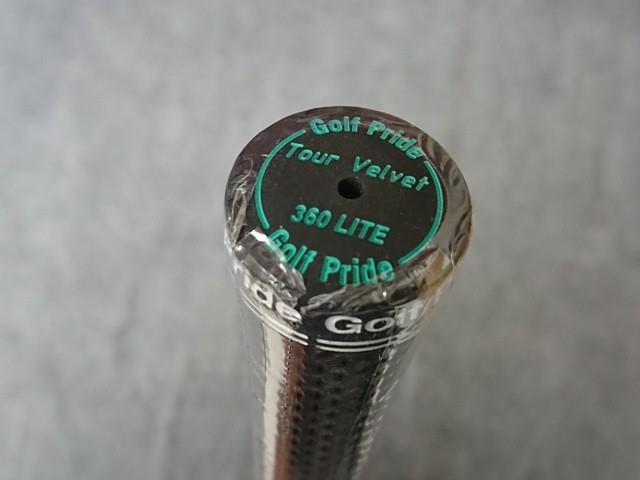 Golf Pride
Tour Velvet
360 LITE
Golf Pride
Golf